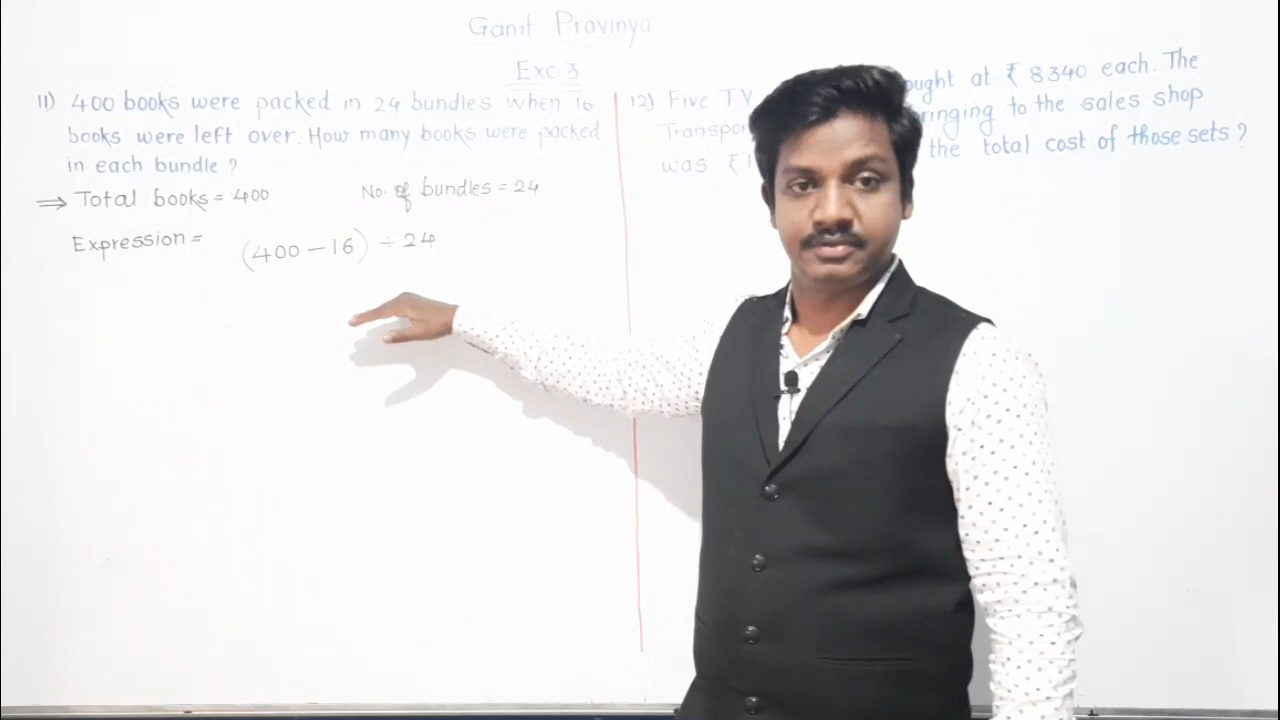 Ganit Pravinya
Exc 3
11) 400 books were packed in 24 bundles when 16
books were left over. How many books were packed
in each bundle ?
⇒ Total books = 400 No. of bundles = 24
Expression = (400 – 16) ÷ 24
12) Five TV ought at ₹ 8340 each. The
Transpor ringing to the sales shop
was ₹ 1 the total cost of those sets ?